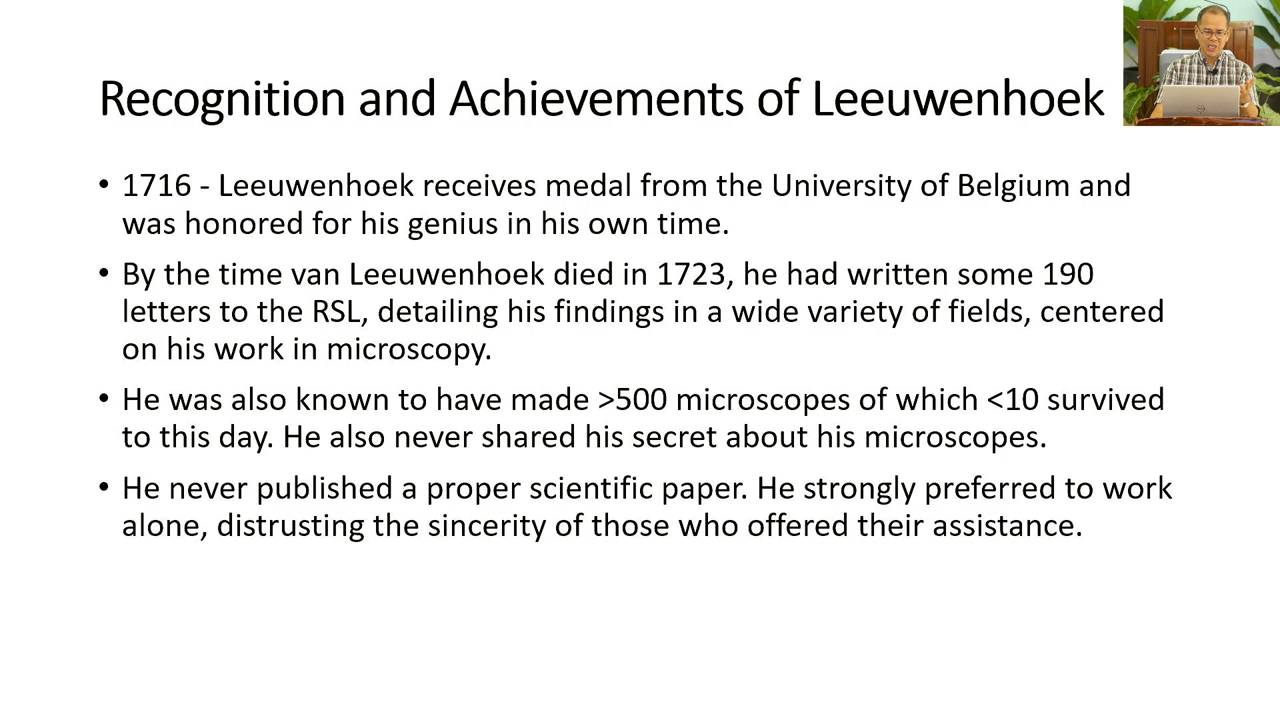 Recognition and Achievements of Leeuwenhoek
• 1716 - Leeuwenhoek receives medal from the University of Belgium and
was honored for his genius in his own time.
• By the time van Leeuwenhoek died in 1723, he had written some 190
letters to the RSL, detailing his findings in a wide variety of fields, centered
on his work in microscopy.
• He was also known to have made >500 microscopes of which <10 survived
to this day. He also never shared his secret about his microscopes.
• He never published a proper scientific paper. He strongly preferred to work
alone, distrusting the sincerity of those who offered their assistance.